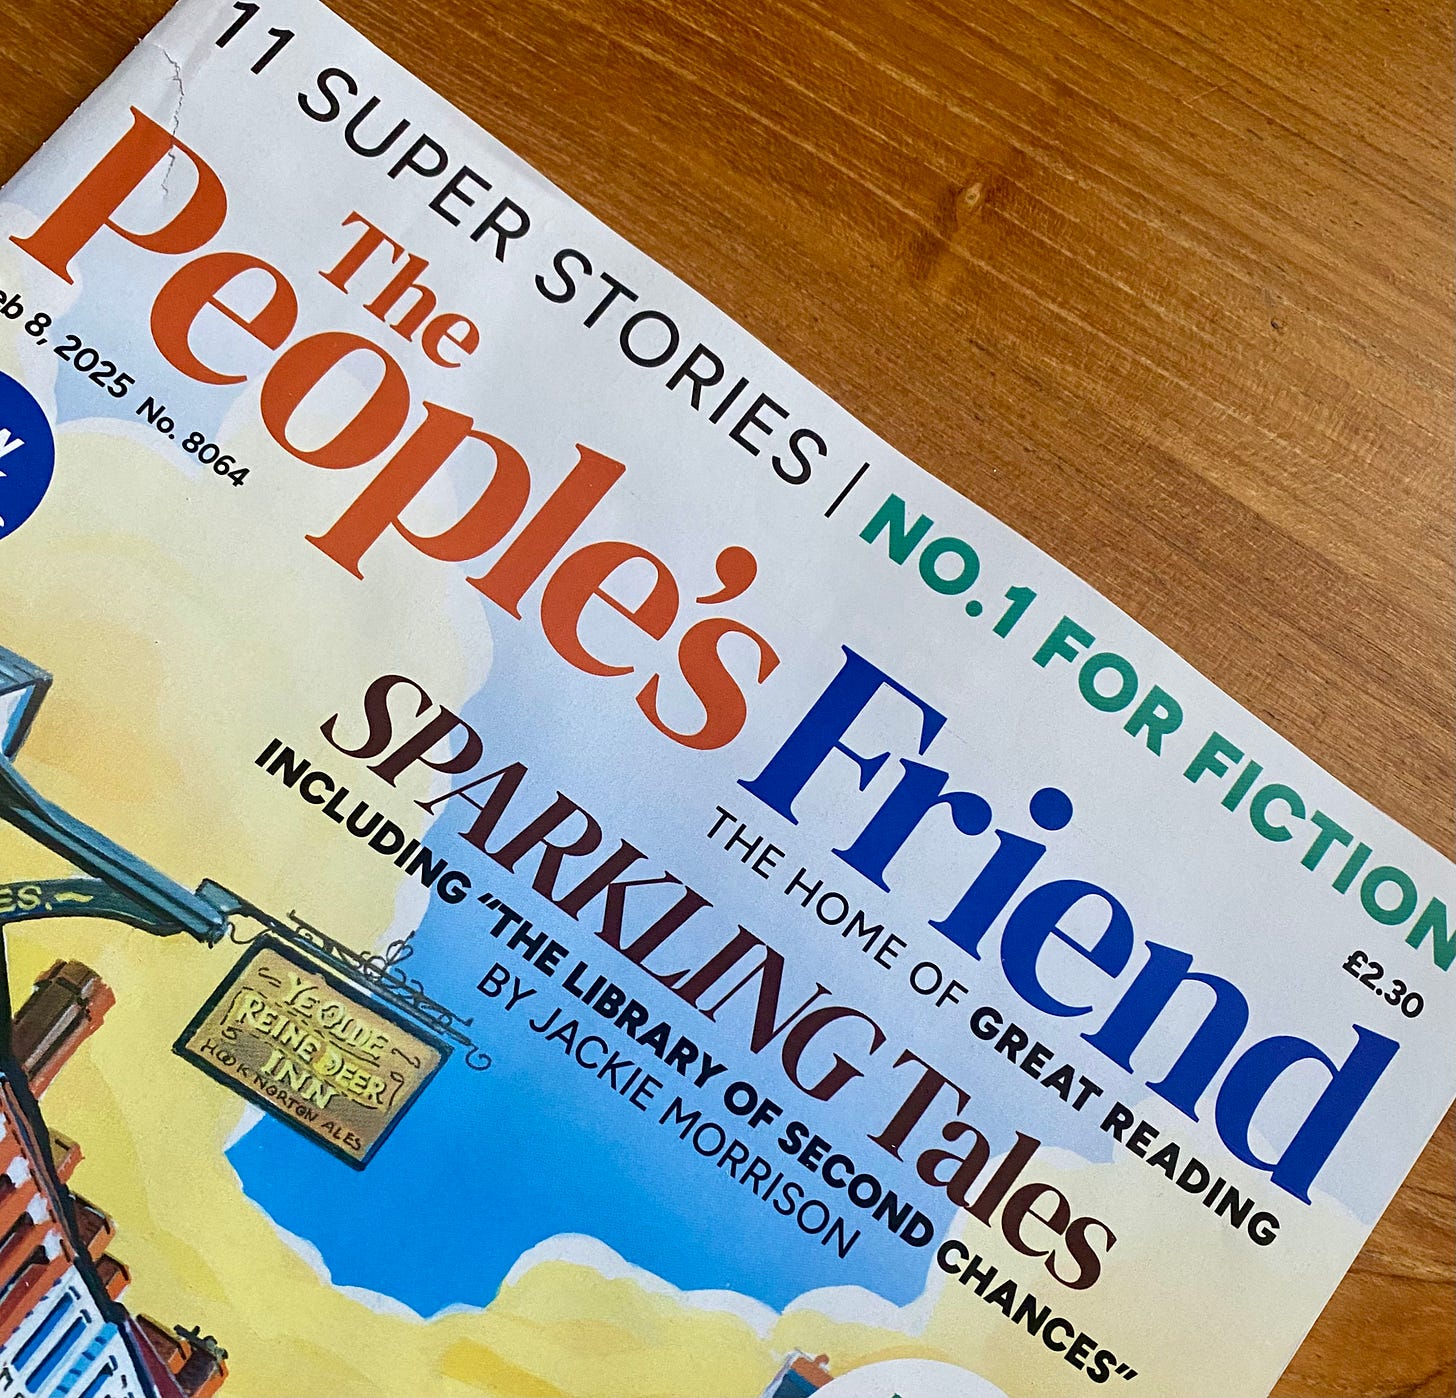 11 SUPER STORIES | NO.1 FOR FICTION
The
People's Friend
8, 2025 No. 8064
£2.30
THE HOME OF GREAT READING
SPARKLING Tales
INCLUDING "THE LIBRARY OF SECOND CHANCES"
BY JACKIE MORRISON
YE OLDE
REINE DEER
INN
HOOK NORTON ALES